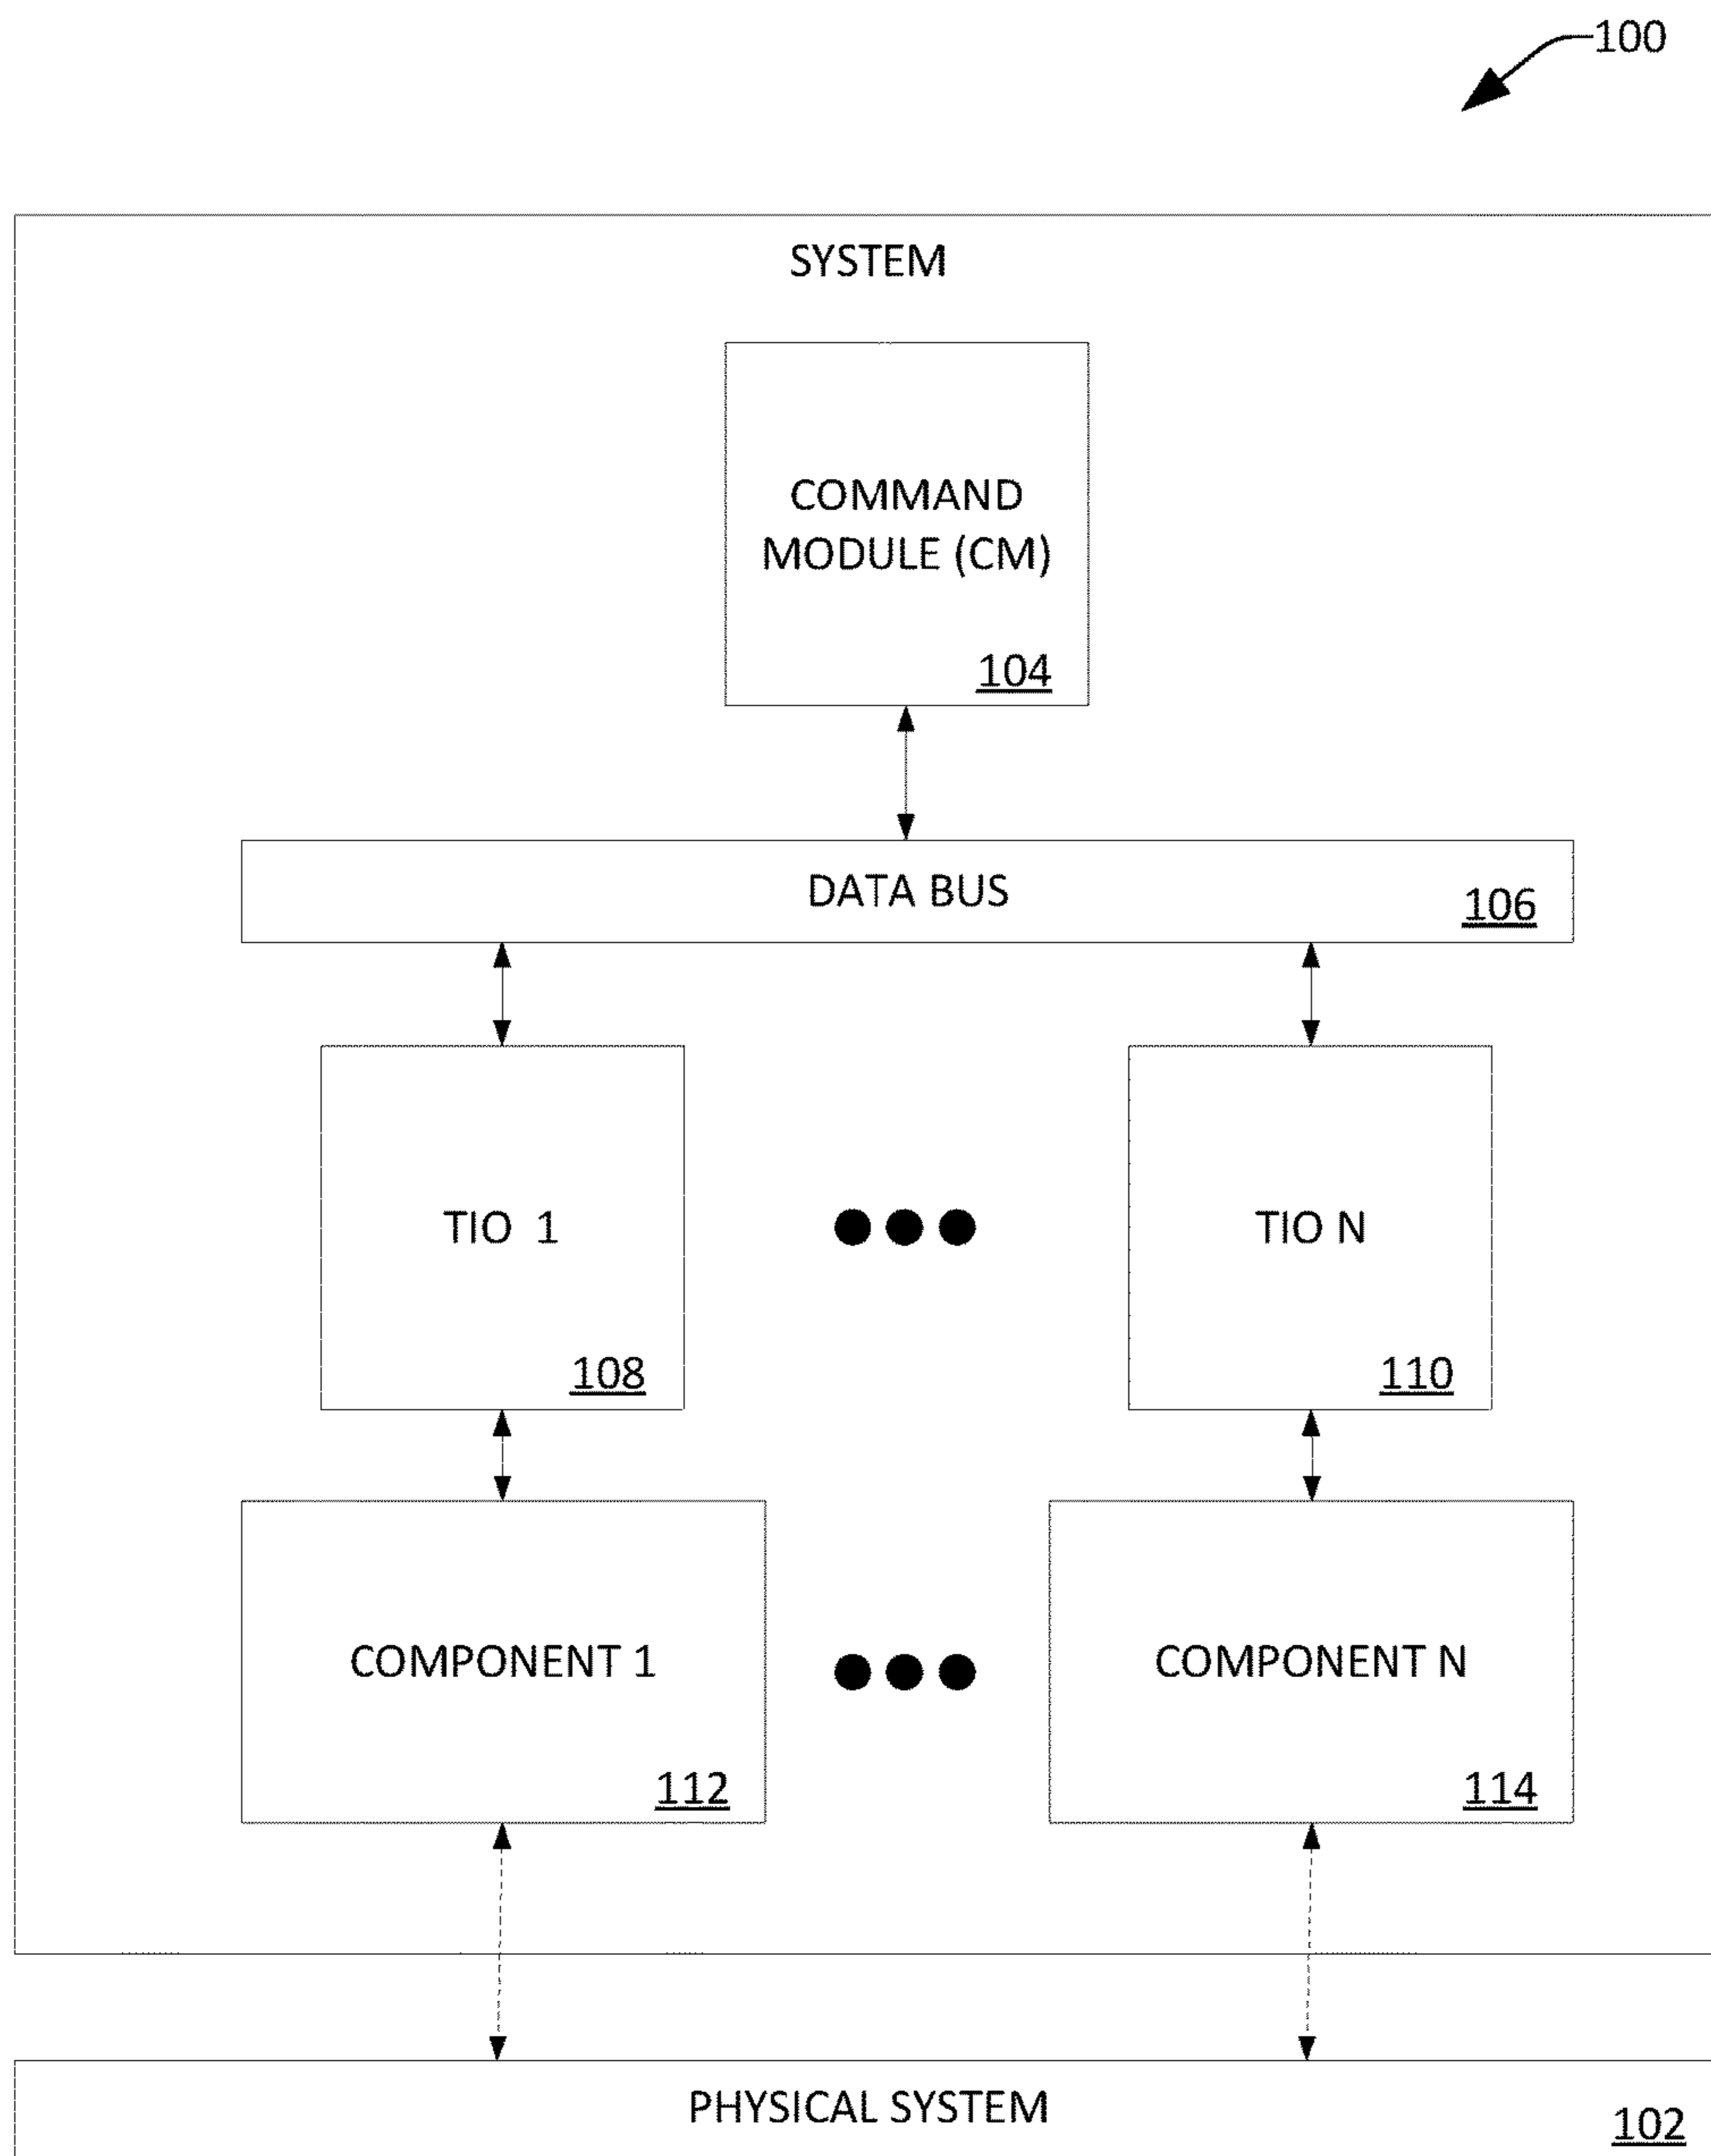 100
SYSTEM
COMMAND
MODULE (CM)
104
DATA BUS
106
TIO 1
TIO N
108
110
COMPONENT 1
COMPONENT N
112
114
PHYSICAL SYSTEM
102